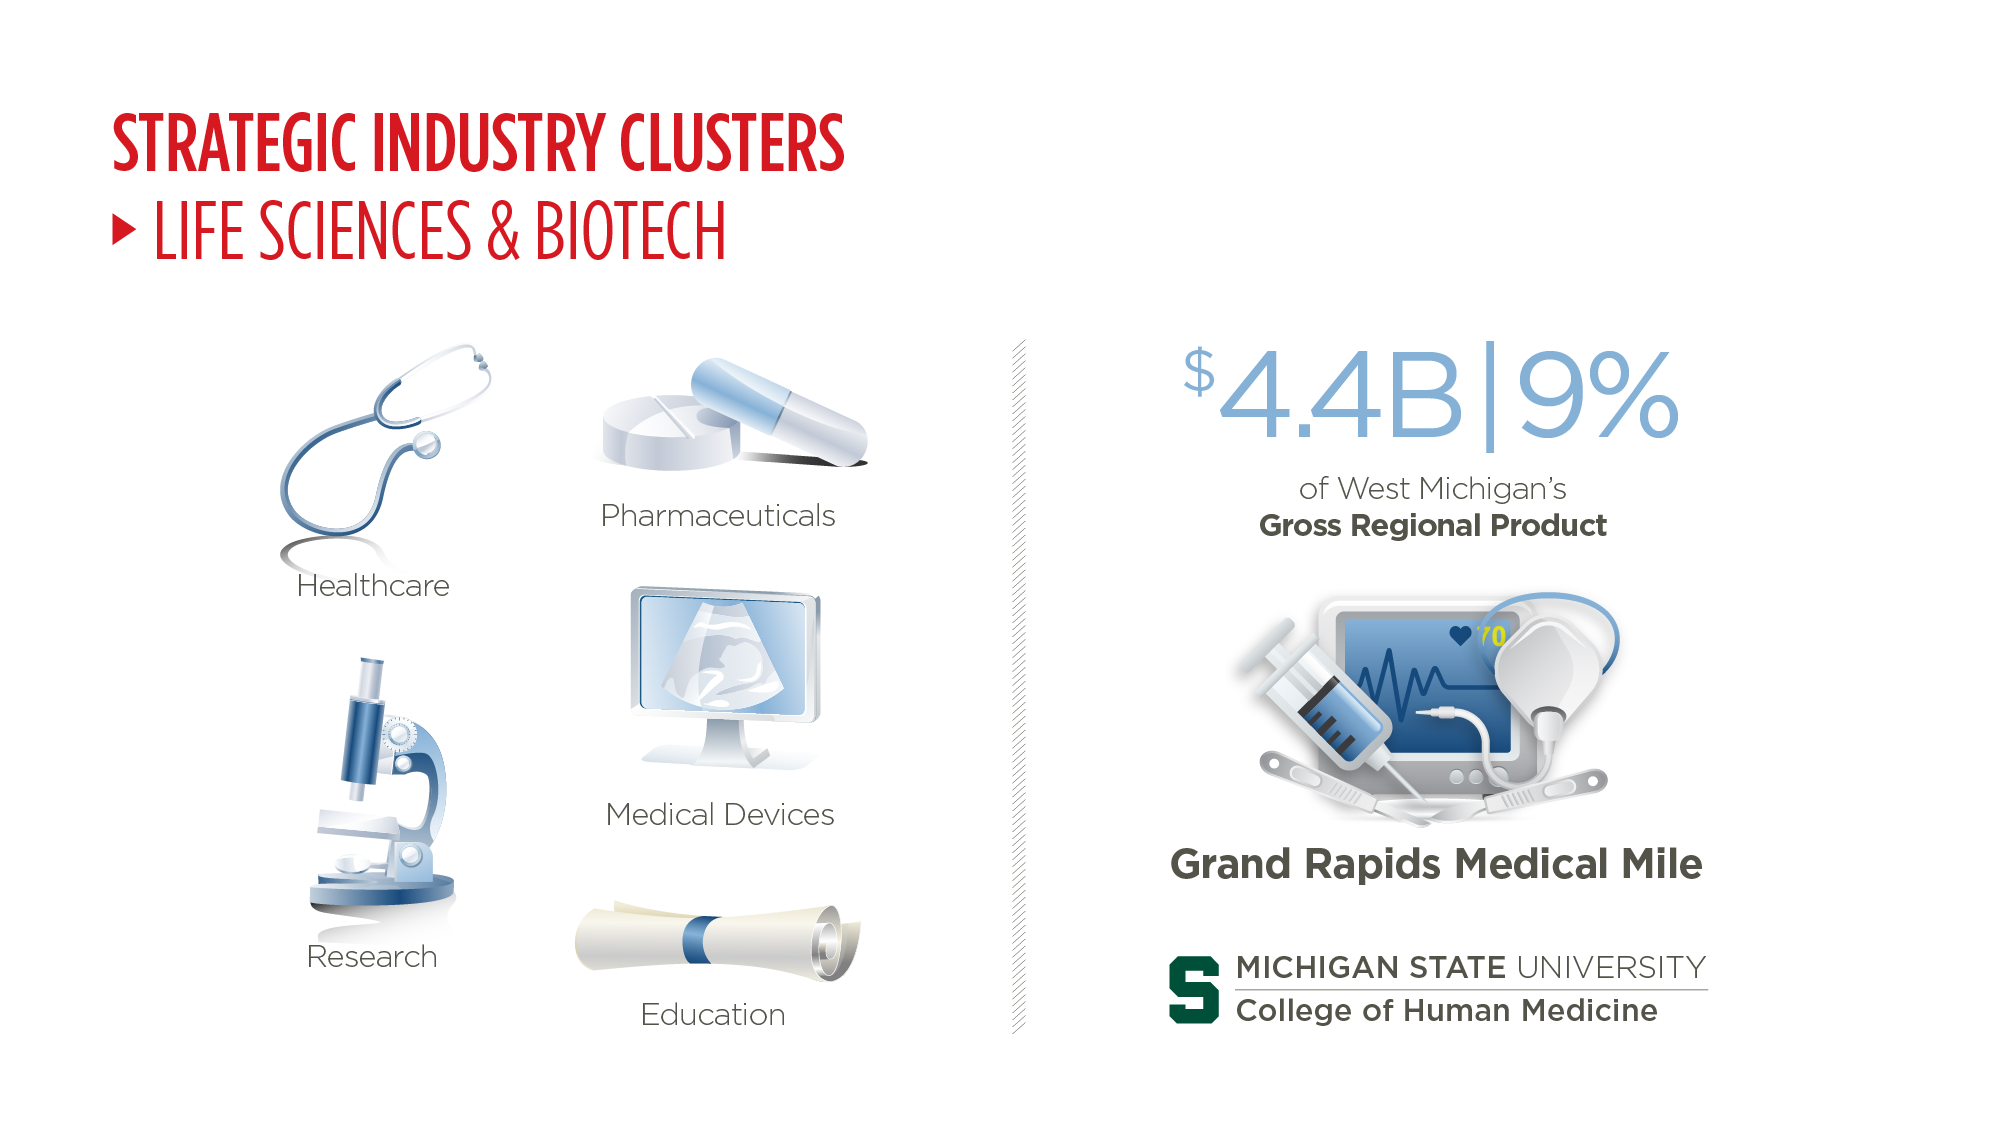 STRATEGIC INDUSTRY CLUSTERS
▸ LIFE SCIENCES & BIOTECH
Healthcare
Pharmaceuticals
Medical Devices
Research
Education
$4.4B|9%
of West Michigan’s
Gross Regional Product
70
Grand Rapids Medical Mile
S MICHIGAN STATE UNIVERSITY
College of Human Medicine